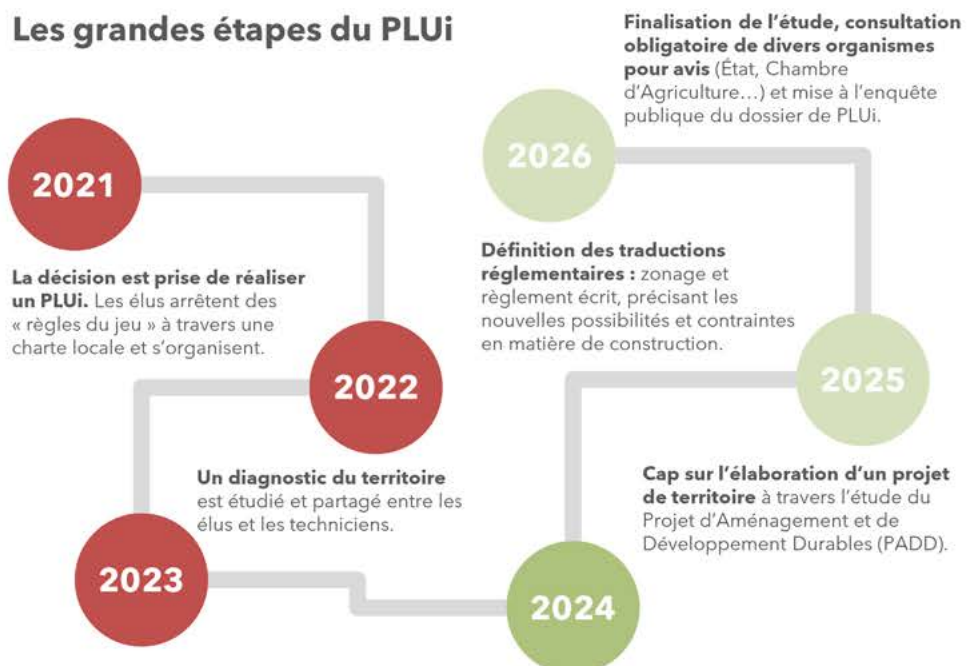 Les grandes étapes du PLUi
2021
La décision est prise de réaliser
un PLUi. Les élus arrêtent des
« règles du jeu » à travers une
charte locale et s’organisent.
2022
Un diagnostic du territoire
est étudié et partagé entre les
élus et les techniciens.
2023
2024
Cap sur l’élaboration d’un projet
de territoire à travers l’étude du
Projet d’Aménagement et de
Développement Durables (PADD).
2025
Définition des traductions
réglementaires : zonage et
règlement écrit, précisant les
nouvelles possibilités et contraintes
en matière de construction.
2026
Finalisation de l’étude, consultation
obligatoire de divers organismes
pour avis (État, Chambre
d’Agriculture…) et mise à l’enquête
publique du dossier de PLUi.